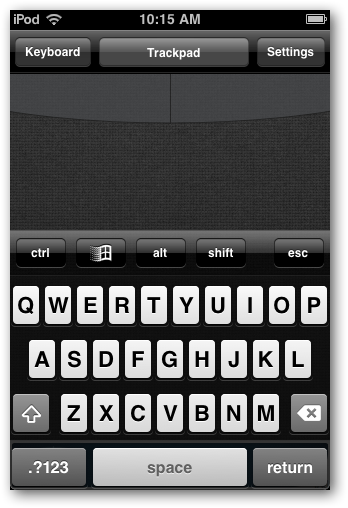 iPod 10:15 AM
Keyboard Trackpad Settings
ctrl alt shift esc
Q W E R T Y U I O P
A S D F G H J K L
Z X C V B N M
.?123 space return